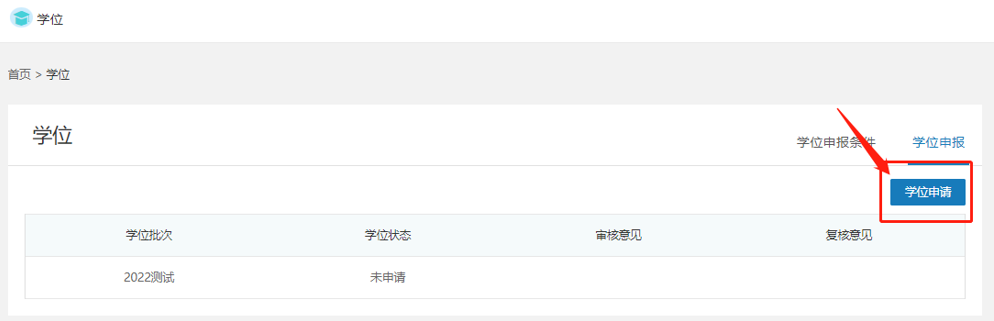 学位
首页 > 学位
学位
学位申报条件 学位申报
学位申请
学位批次 学位状态 审核意见 复核意见
2022测试 未申请